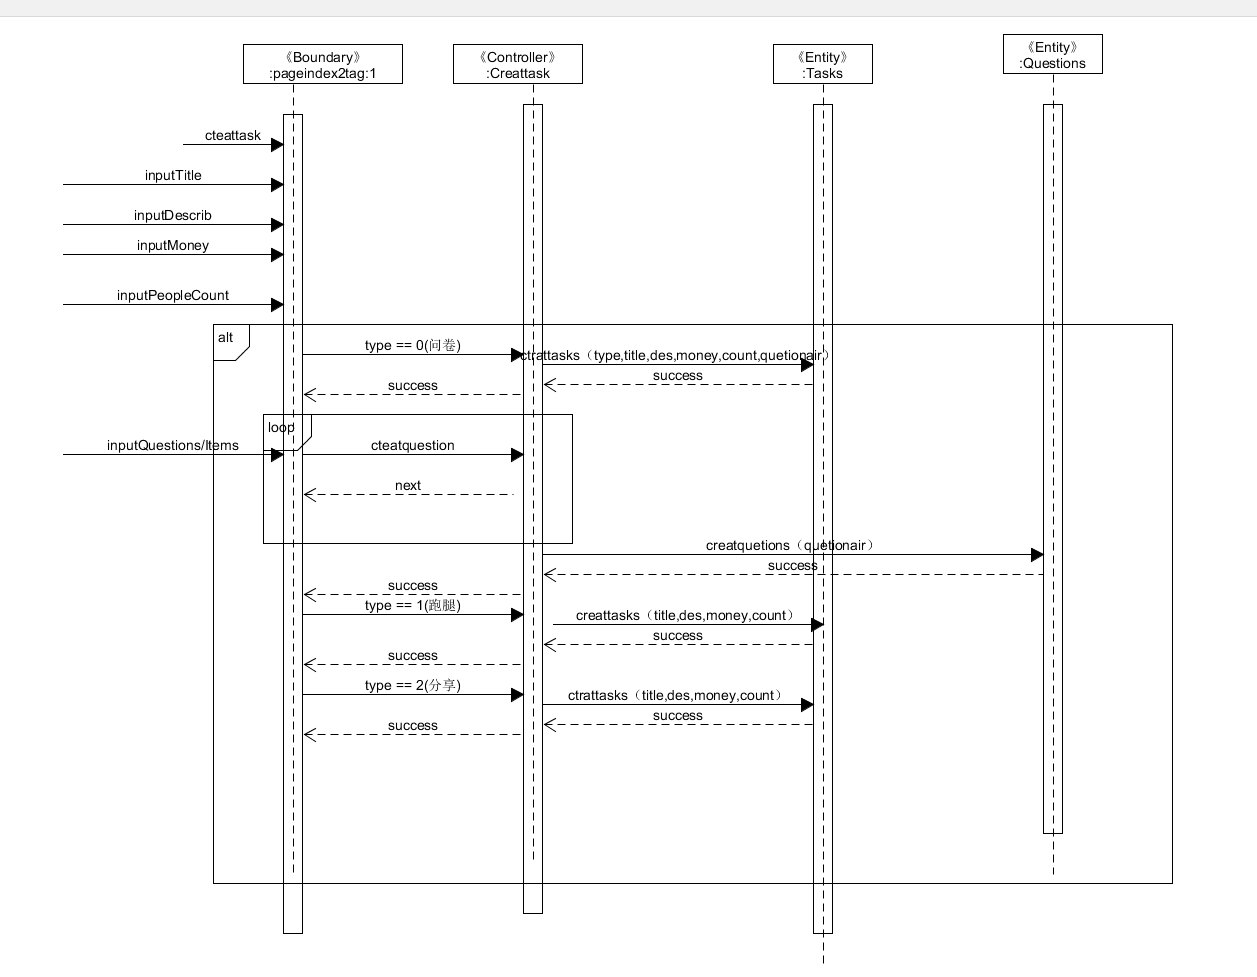 《Boundary》
:pageindex2tag:1
《Controller》
:Creattask
《Entity》
:Tasks
《Entity》
:Questions
cteattask
inputTitle
inputDescrib
inputMoney
inputPeopleCount
alt
type == 0(问卷)
ctrattasks（type,title,des,money,count,quetionair）
success
success
loop
inputQuestions/Items
cteatquestion
next
creatquetions（quetionair）
success
success
type == 1(跑腿)
creattasks（title,des,money,count）
success
success
type == 2(分享)
ctrattasks（title,des,money,count）
success
success